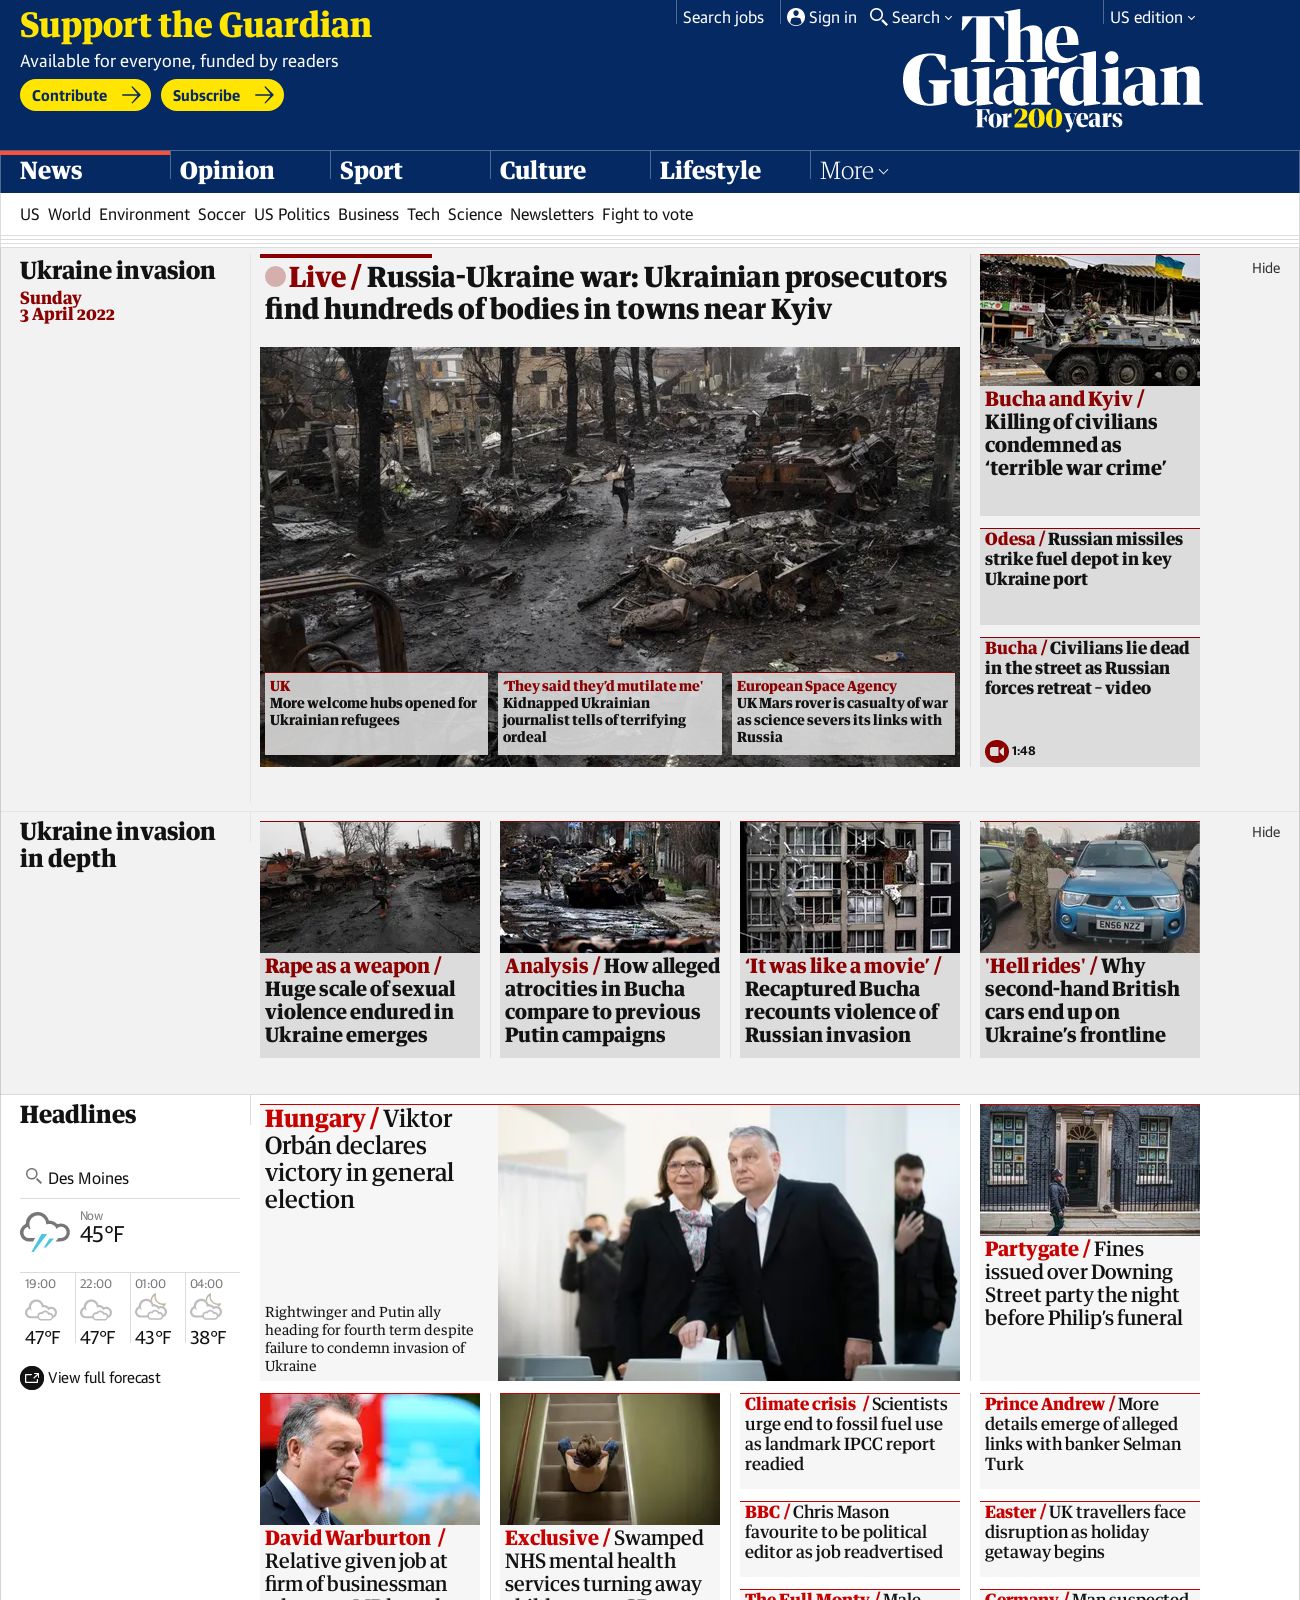 Support the Guardian
Available for everyone, funded by readers
Contribute
Subscribe
Search jobs
Sign in
Search
US edition
The
Guardian
For 200 years
News
Opinion
Sport
Culture
Lifestyle
More
US World Environment Soccer US Politics Business Tech Science Newsletters Fight to vote
Ukraine invasion
Sunday
3 April 2022
Hide
Live / Russia-Ukraine war: Ukrainian prosecutors
find hundreds of bodies in towns near Kyiv
UK
More welcome hubs opened for
Ukrainian refugees
‘They said they’d mutilate me'
Kidnapped Ukrainian
journalist tells of terrifying
ordeal
European Space Agency
UK Mars rover is casualty of war
as science severs its links with
Russia
Bucha and Kyiv /
Killing of civilians
condemned as
‘terrible war crime’
Odesa / Russian missiles
strike fuel depot in key
Ukraine port
Bucha / Civilians lie dead
in the street as Russian
forces retreat – video
1:48
Ukraine invasion
in depth
Hide
Rape as a weapon /
Huge scale of sexual
violence endured in
Ukraine emerges
Analysis / How alleged
atrocities in Bucha
compare to previous
Putin campaigns
‘It was like a movie’ /
Recaptured Bucha
recounts violence of
Russian invasion
EN56 NZZ
'Hell rides' / Why
second-hand British
cars end up on
Ukraine’s frontline
Headlines
Des Moines
Now
45°F
19:00
22:00
01:00
04:00
47°F
47°F
43°F
38°F
View full forecast
Hungary / Viktor
Orbán declares
victory in general
election
Rightwinger and Putin ally
heading for fourth term despite
failure to condemn invasion of
Ukraine
Partygate / Fines
issued over Downing
Street party the night
before Philip’s funeral
David Warburton /
Relative given job at
firm of businessman
Exclusive / Swamped
NHS mental health
services turning away
Climate crisis / Scientists
urge end to fossil fuel use
as landmark IPCC report
readied
BBC / Chris Mason
favourite to be political
editor as job readvertised
The Full Monty / Male
Prince Andrew / More
details emerge of alleged
links with banker Selman
Turk
Easter / UK travellers face
disruption as holiday
getaway begins
Germany / Man suspected